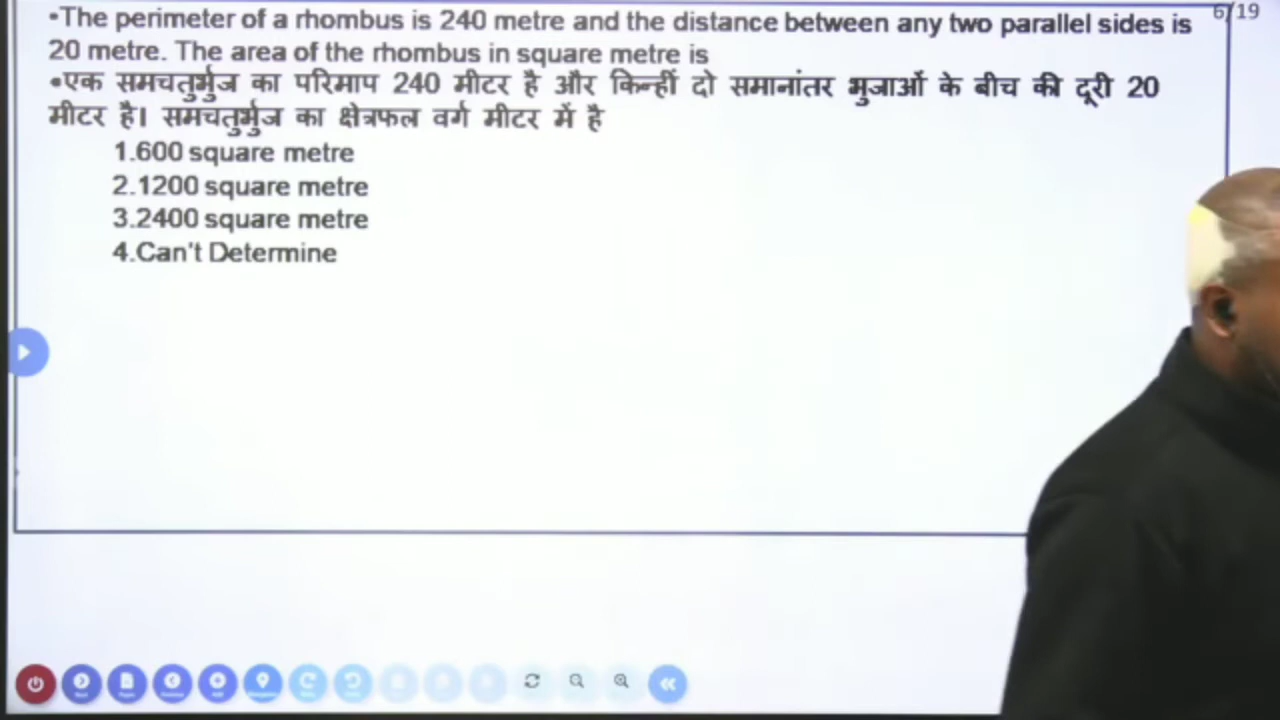 •The perimeter of a rhombus is 240 metre and the distance between any two parallel sides is
20 metre. The area of the rhombus in square metre is
•एक समचतुर्भुज का परिमाप 240 मीटर है और किन्हीं दो समानांतर भुजाओं के बीच की दूरी 20
मीटर है। समचतुर्भुज का क्षेत्रफल वर्ग मीटर में है
1.600 square metre
2.1200 square metre
3.2400 square metre
4.Can't Determine
6/19